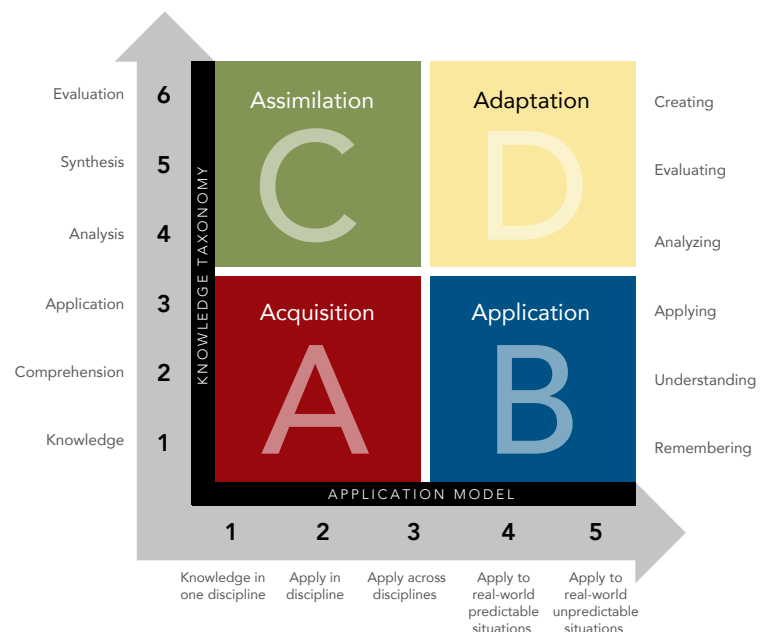 Evaluation 6 Assimilation Adaptation Creating
C D
Synthesis 5 Evaluating
Analysis 4 Analyzing
KNOWLEDGE TAXONOMY
Application 3 Acquisition Application Applying
A B
Comprehension 2 Understanding
Knowledge 1 Remembering
APPLICATION MODEL
1 2 3 4 5
Knowledge in
one discipline
Apply in
discipline
Apply across
disciplines
Apply to
real-world
predictable
situations
Apply to
real-world
unpredictable
situations